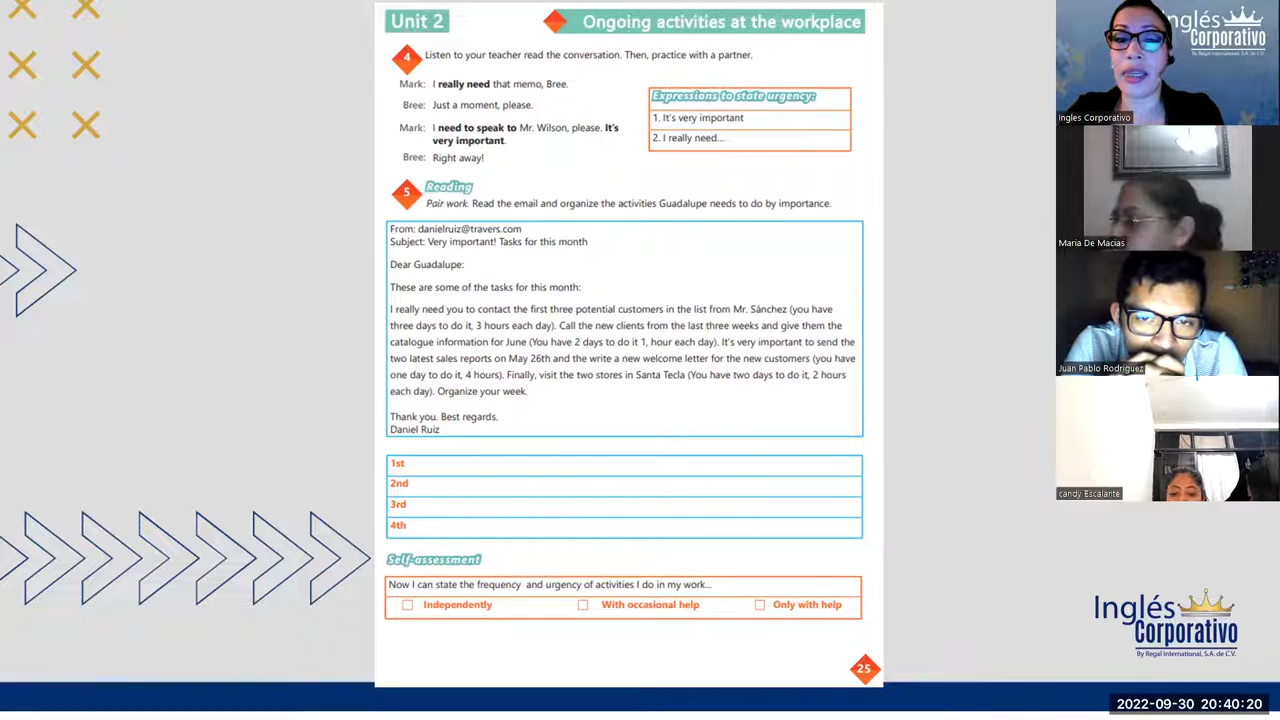 Unit 2
Ongoing activities at the workplace
4
Listen to your teacher read the conversation. Then, practice with a partner.
Mark: I really need that memo, Bree.
Bree: Just a moment, please.
Mark: I need to speak to Mr. Wilson, please. It's
very important.
Bree: Right away!
Expressions to state urgency:
1. It's very important
2. I really need...
5
Reading
Pair work. Read the email and organize the activities Guadalupe needs to do by importance.
From: danielruiz@travers.com
Subject: Very important! Tasks for this month
Dear Guadalupe:
These are some of the tasks for this month:
I really need you to contact the first three potential customers in the list from Mr. Sánchez (you have
three days to do it, 3 hours each day). Call the new clients from the last three weeks and give them the
catalogue information for June (You have 2 days to do it 1, hour each day). It's very important to send the
two latest sales reports on May 26th and the write a new welcome letter for the new customers (you have
one day to do it, 4 hours). Finally, visit the two stores in Santa Tecla (You have two days to do it, 2 hours
each day). Organize your week.
Thank you. Best regards.
Daniel Ruiz
1st
2nd
3rd
4th
Self-assessment
Now I can state the frequency and urgency of activities I do in my work...
Independently
With occasional help
Only with help
25
Inglés
Corporativo
By Regal International, S.A. de C.V.
Ingles Corporativo
Maria De Macias
Juan Pablo Rodriguez
candy Escalante
Inglés
Corporativo
By Regal International, S.A. de C.V.
2022-09-30 20:40:20